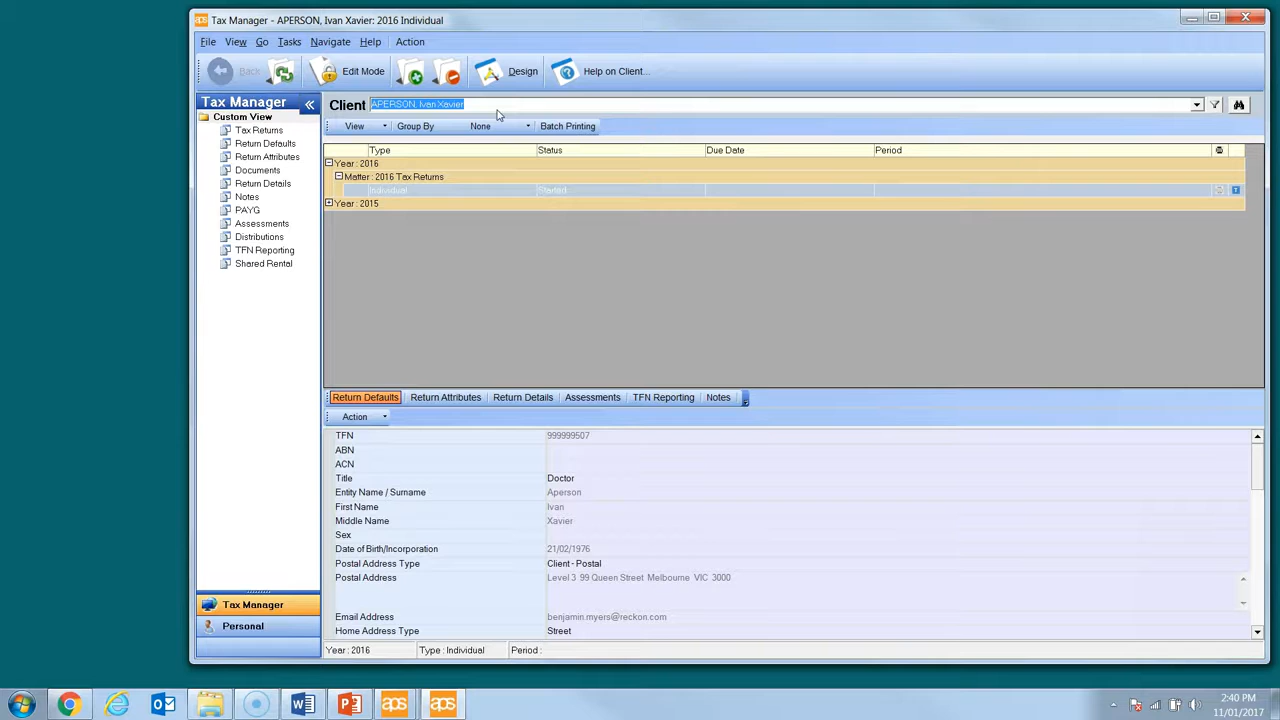 aps Tax Manager - APERSON, Ivan Xavier: 2016 Individual
File View Go Tasks Navigate Help Action
Back Edit Mode Design Help on Client...
Tax Manager «
Client APERSON, Ivan Xavier
Custom View
Tax Returns
Return Defaults
Return Attributes
Documents
Return Details
Notes
PAYG
Assessments
Distributions
TFN Reporting
Shared Rental
View Group By None Batch Printing
Type Status Due Date Period
Year : 2016
Matter : 2016 Tax Returns
Individual Started
Year : 2015
Return Defaults Return Attributes Return Details Assessments TFN Reporting Notes
Action
TFN 999999507
ABN
ACN
Title Doctor
Entity Name / Surname Aperson
First Name Ivan
Middle Name Xavier
Sex
Date of Birth/Incorporation 21/02/1976
Postal Address Type Client - Postal
Postal Address Level 3 99 Queen Street Melbourne VIC 3000
Email Address benjamin.myers@reckon.com
Home Address Type Street
Tax Manager
Personal
Year : 2016 Type : Individual Period :
aps aps
2:40 PM
11/01/2017